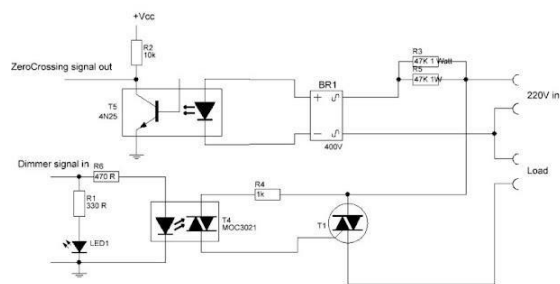 +Vcc
R2
10k
ZeroCrossing signal out
T5
4N25
BR1
400V
R3
47K 1 Watt
R5
47K 1W
220V in
Load
Dimmer signal in
R6
470 R
R1
330 R
LED1
T4
MOC3021
R4
1k
T1